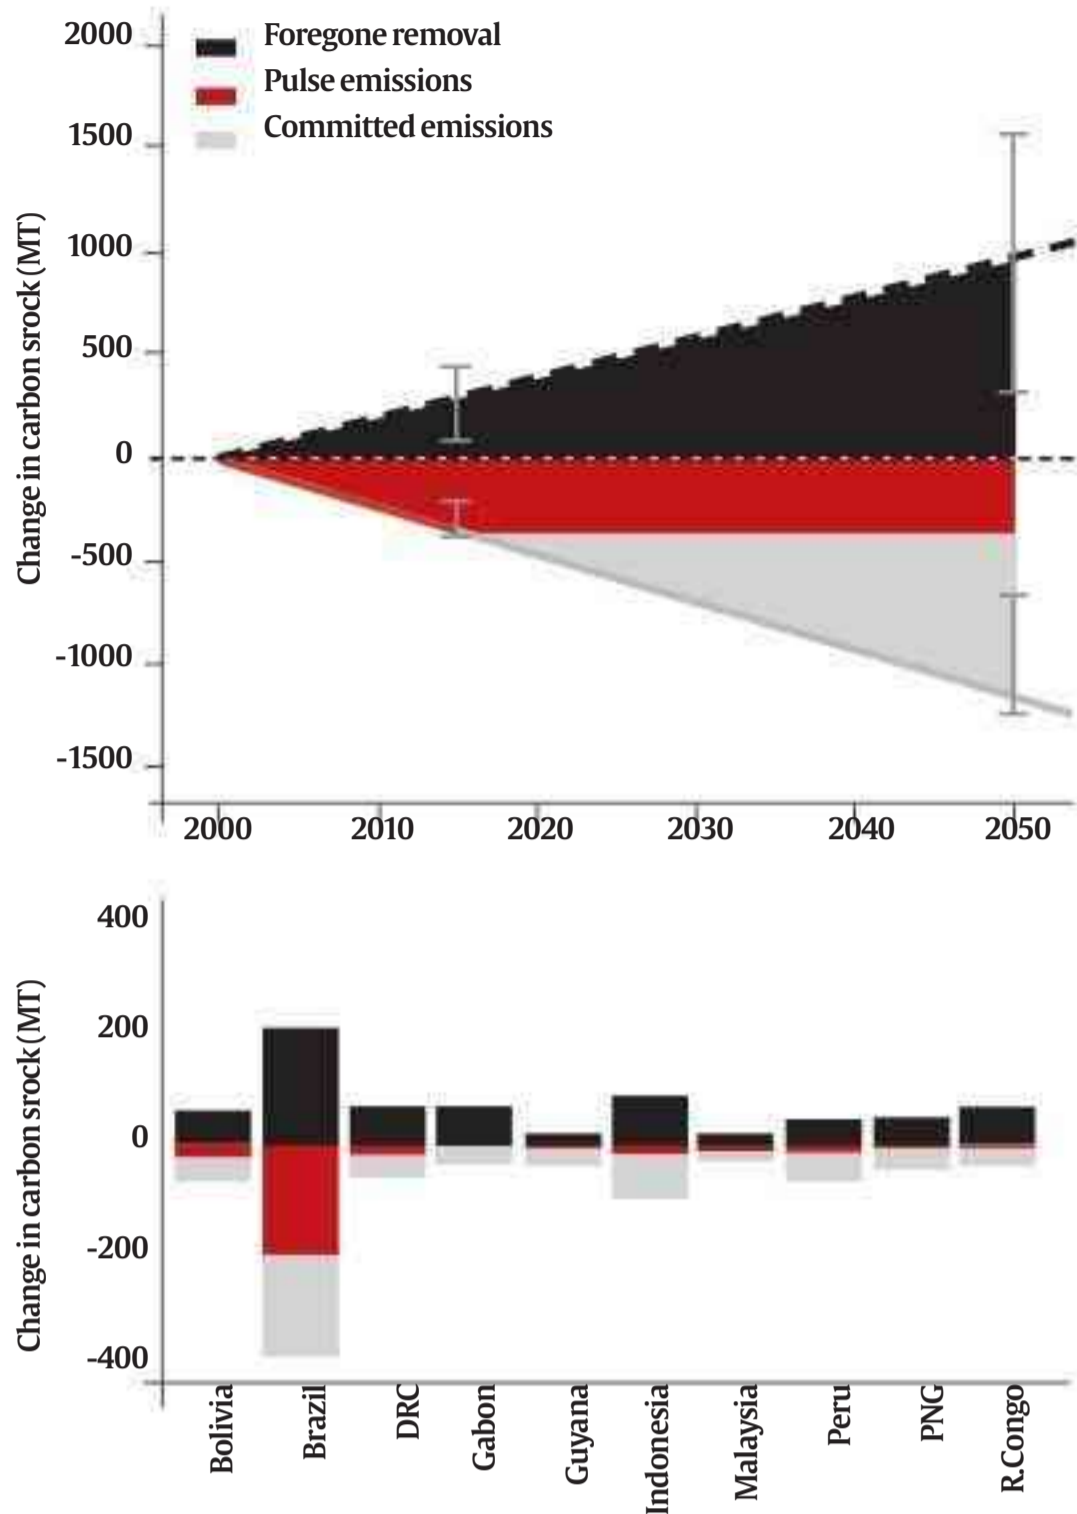 2000
Foregone removal
Pulse emissions
1500
Committed emissions
1000
500
0
-500
-1000
-1500
Change in carbon srock (MT)
2000 2010 2020 2030 2040 2050
400
200
0
-200
-400
Change in carbon srock (MT)
Bolivia
Brazil
DRC
Gabon
Guyana
Indonesia
Malaysia
Peru
PNG
R.Congo